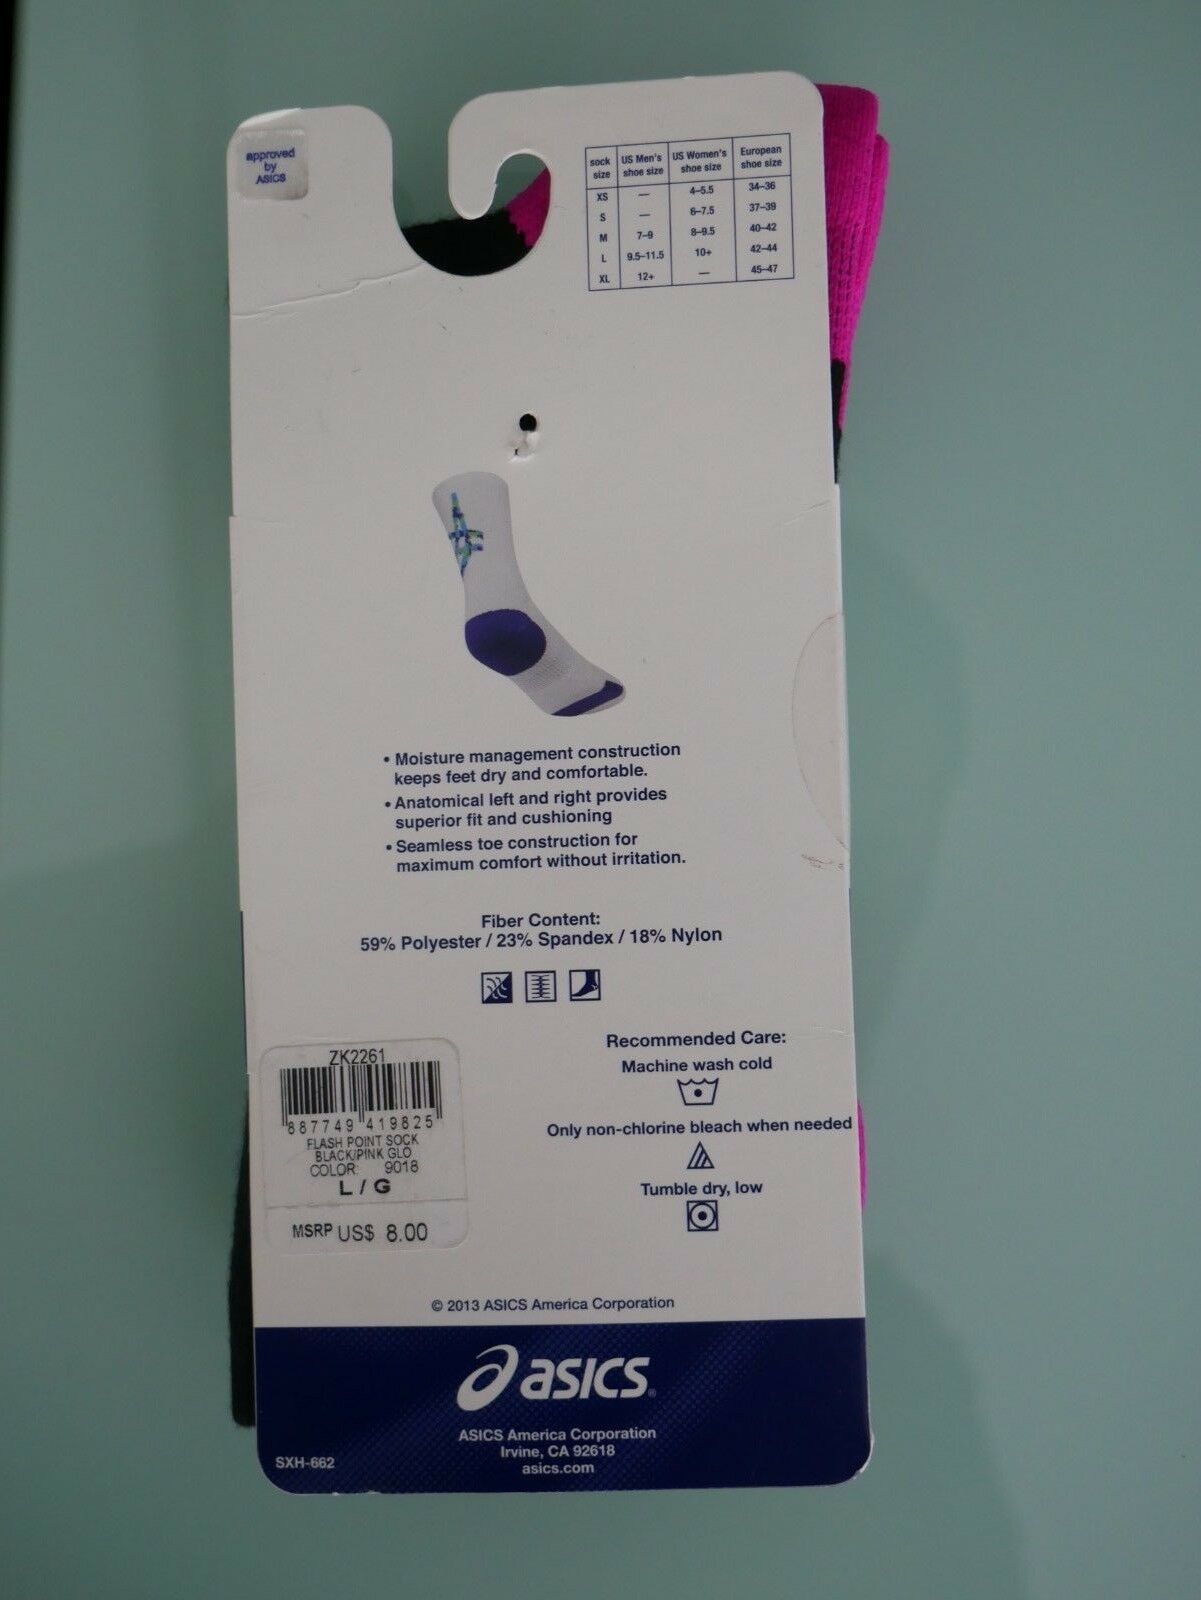 approved
by
ASICS
sock size | US Men's shoe size | US Women's shoe size | European shoe size
XS | — | 4–5.5 | 34–36
S | — | 6–7.5 | 37–39
M | 7–9 | 8–9.5 | 40–42
L | 9.5–11.5 | 10+ | 42–44
XL | 12+ | — | 45–47
• Moisture management construction
keeps feet dry and comfortable.
• Anatomical left and right provides
superior fit and cushioning
• Seamless toe construction for
maximum comfort without irritation.
Fiber Content:
59% Polyester / 23% Spandex / 18% Nylon
ZK2261
887749 419825
FLASH POINT SOCK
BLACK/PINK GLO
COLOR: 9018
L / G
MSRP US$ 8.00
Recommended Care:
Machine wash cold
Only non-chlorine bleach when needed
Tumble dry, low
© 2013 ASICS America Corporation
asics®
ASICS America Corporation
Irvine, CA 92618
asics.com
SXH-662